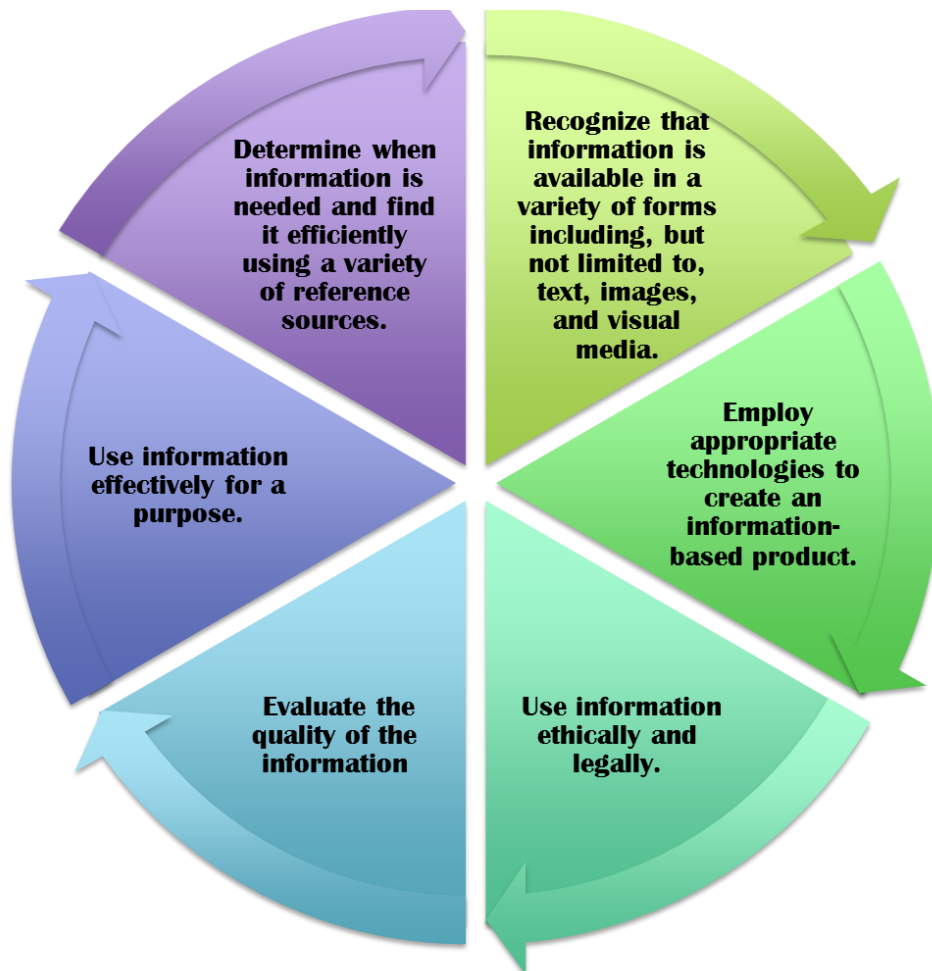 Determine when
information is
needed and find
it efficiently
using a variety
of reference
sources.
Recognize that
information is
available in a
variety of forms
including, but
not limited to,
text, images,
and visual
media.
Employ
appropriate
technologies to
create an
information-
based product.
Use information
ethically and
legally.
Evaluate the
quality of the
information
Use information
effectively for a
purpose.